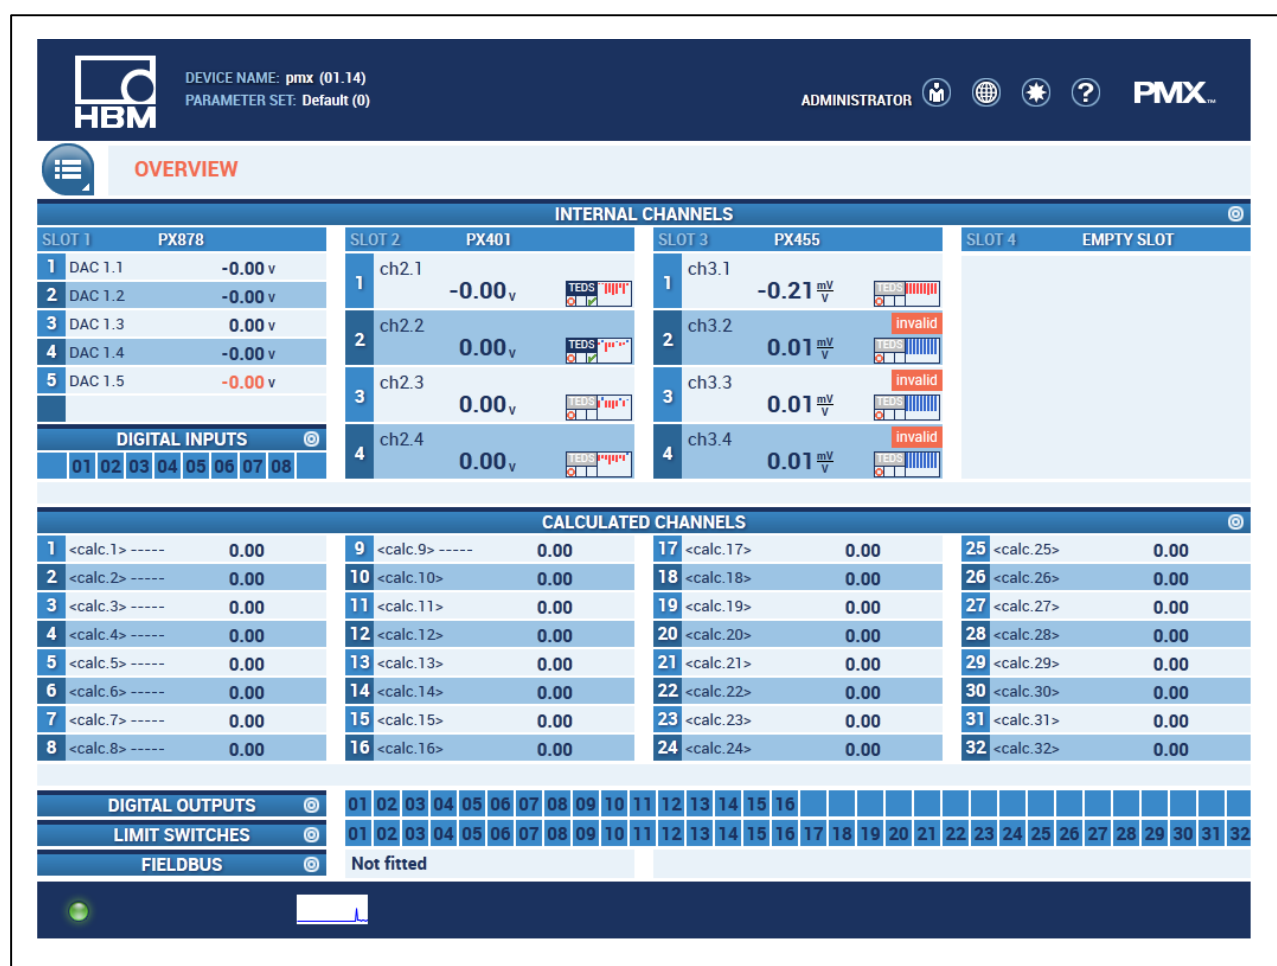 HBM
DEVICE NAME: pmx (01.14)
PARAMETER SET: Default (0)
ADMINISTRATOR
?
PMX™
OVERVIEW
INTERNAL CHANNELS
SLOT 1 PX878
1 DAC 1.1 -0.00 V
2 DAC 1.2 -0.00 V
3 DAC 1.3 0.00 V
4 DAC 1.4 -0.00 V
5 DAC 1.5 -0.00 V
DIGITAL INPUTS
01 02 03 04 05 06 07 08
SLOT 2 PX401
1 ch2.1
-0.00 V TEDS
2 ch2.2
0.00 V TEDS
3 ch2.3
0.00 V TEDS
4 ch2.4
0.00 V TEDS
SLOT 3 PX455
1 ch3.1
-0.21 mV/V TEDS
2 ch3.2 invalid
0.01 mV/V TEDS
3 ch3.3 invalid
0.01 mV/V TEDS
4 ch3.4 invalid
0.01 mV/V TEDS
SLOT 4 EMPTY SLOT
CALCULATED CHANNELS
1 <calc.1> ----- 0.00
2 <calc.2> ----- 0.00
3 <calc.3> ----- 0.00
4 <calc.4> ----- 0.00
5 <calc.5> ----- 0.00
6 <calc.6> ----- 0.00
7 <calc.7> ----- 0.00
8 <calc.8> ----- 0.00
9 <calc.9> ----- 0.00
10 <calc.10> 0.00
11 <calc.11> 0.00
12 <calc.12> 0.00
13 <calc.13> 0.00
14 <calc.14> 0.00
15 <calc.15> 0.00
16 <calc.16> 0.00
17 <calc.17> 0.00
18 <calc.18> 0.00
19 <calc.19> 0.00
20 <calc.20> 0.00
21 <calc.21> 0.00
22 <calc.22> 0.00
23 <calc.23> 0.00
24 <calc.24> 0.00
25 <calc.25> 0.00
26 <calc.26> 0.00
27 <calc.27> 0.00
28 <calc.28> 0.00
29 <calc.29> 0.00
30 <calc.30> 0.00
31 <calc.31> 0.00
32 <calc.32> 0.00
DIGITAL OUTPUTS 01 02 03 04 05 06 07 08 09 10 11 12 13 14 15 16
LIMIT SWITCHES 01 02 03 04 05 06 07 08 09 10 11 12 13 14 15 16 17 18 19 20 21 22 23 24 25 26 27 28 29 30 31 32
FIELDBUS Not fitted